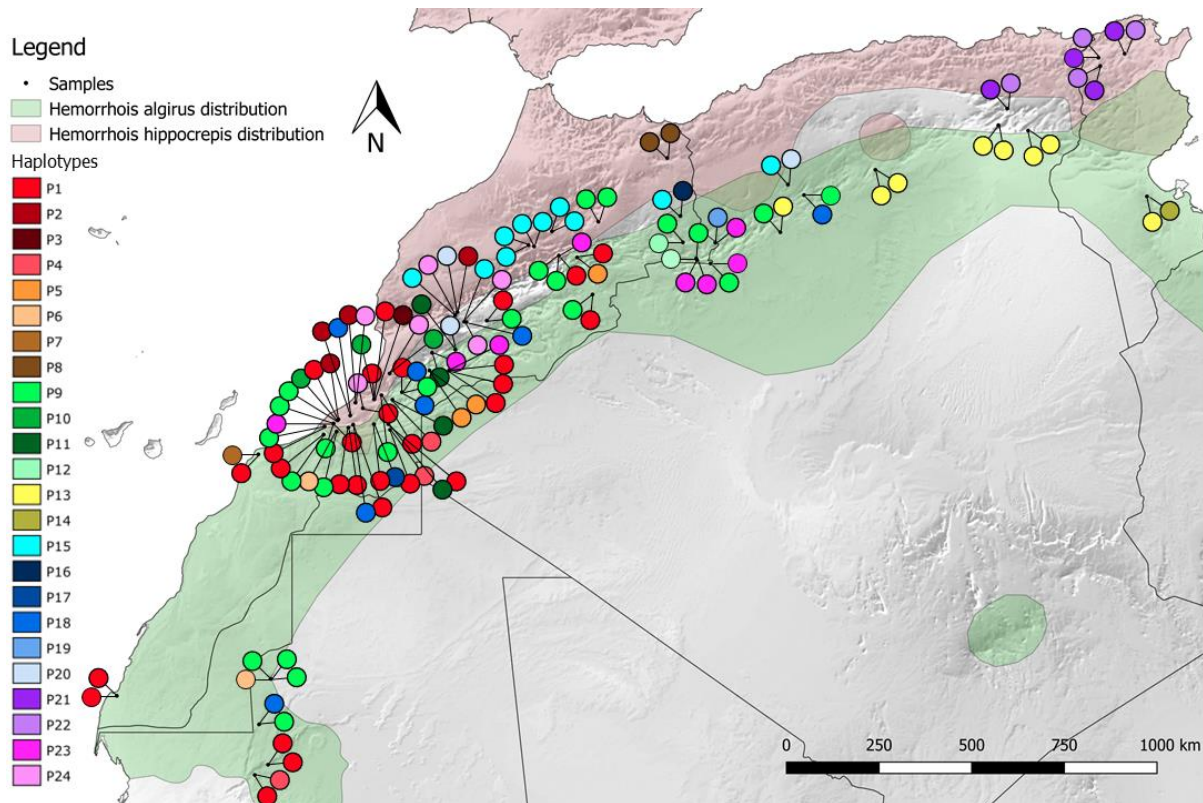 Legend
Samples
Hemorrhois algirus distribution
Hemorrhois hippocrepis distribution
Haplotypes
P1
P2
P3
P4
P5
P6
P7
P8
P9
P10
P11
P12
P13
P14
P15
P16
P17
P18
P19
P20
P21
P22
P23
P24
N
0 250 500 750 1000 km